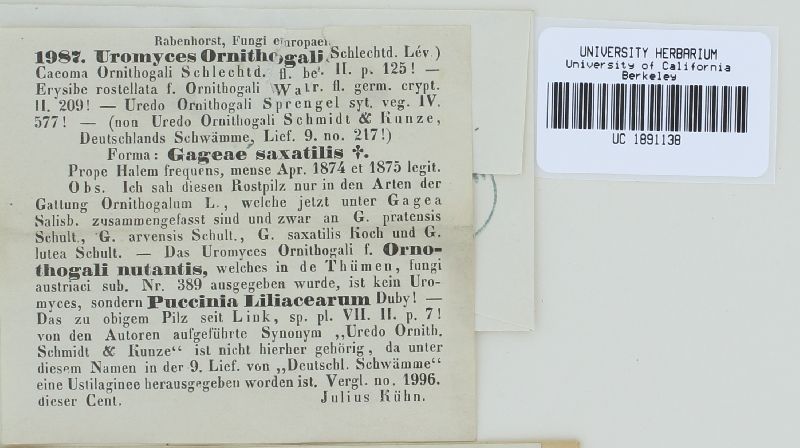 Rabenhorst, Fungi europaei.
1987. Uromyces Ornithogali Schlechtd. Lév)
Caeoma Ornithogali Schlechtd. fl. be. II. p. 125! —
Erysibe rostellata f. Ornithogali Wallr. fl. germ. crypt.
II. 209! — Uredo Ornithogali Sprengel syt. veg. IV.
577! — (non Uredo Ornithogali Schmidt & Kunze,
Deutschlands Schwämme, Lief. 9. no. 217!)
Forma: Gageae saxatilis †.
Prope Halem frequens, mense Apr. 1874 et 1875 legit.
Obs. Ich sah diesen Rostpilz nur in den Arten der
Gattung Ornithogalum L., welche jetzt unter Gagea
Salisb. zusammengefasst sind und zwar an G. pratensis
Schult., G. arvensis Schult., G. saxatilis Koch und G.
lutea Schult. — Das Uromyces Ornithogali f. Orno-
thogali nutantis, welches in de Thümen, fungi
austriaci sub. Nr. 389 ausgegeben wurde, ist kein Uro-
myces, sondern Puccinia Liliacearum Duby! —
Das zu obigem Pilz seit Link, sp. pl. VII. II. p. 7!
von den Autoren aufgeführte Synonym „Uredo Ornith.
Schmidt & Kunze“ ist nicht hierher gehörig, da unter
diesem Namen in der 9. Lief. von „Deutschl. Schwämme“
eine Ustilaginee herausgegeben worden ist. Vergl. no. 1996.
dieser Cent. Julius Kühn.
UNIVERSITY HERBARIUM
University of California
Berkeley
UC 1891138